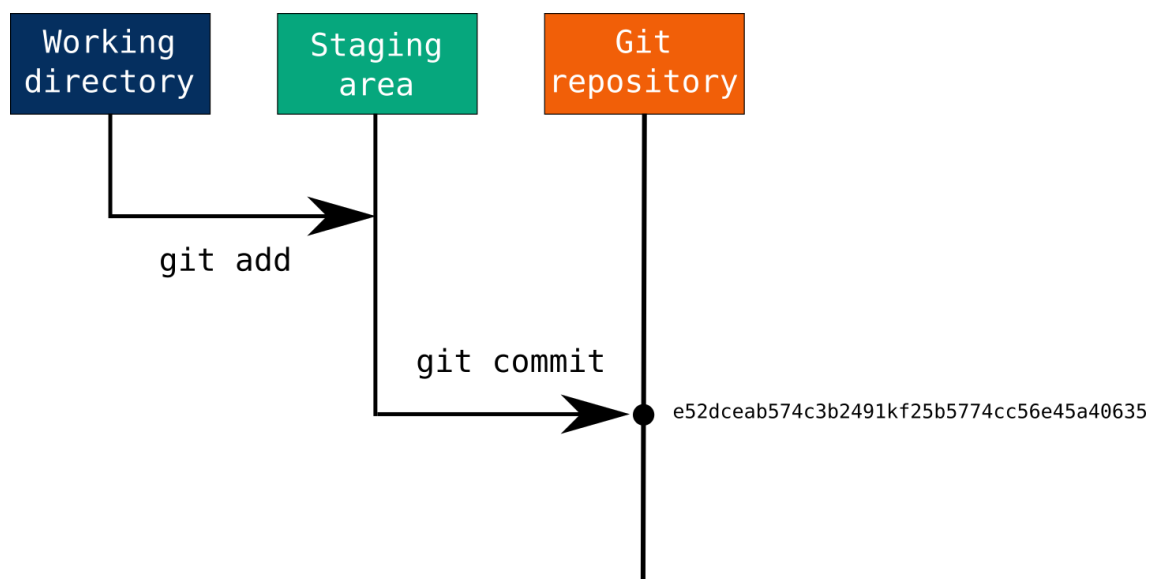 Working
directory
Staging
area
Git
repository
git add
git commit
e52dceab574c3b2491kf25b5774cc56e45a40635